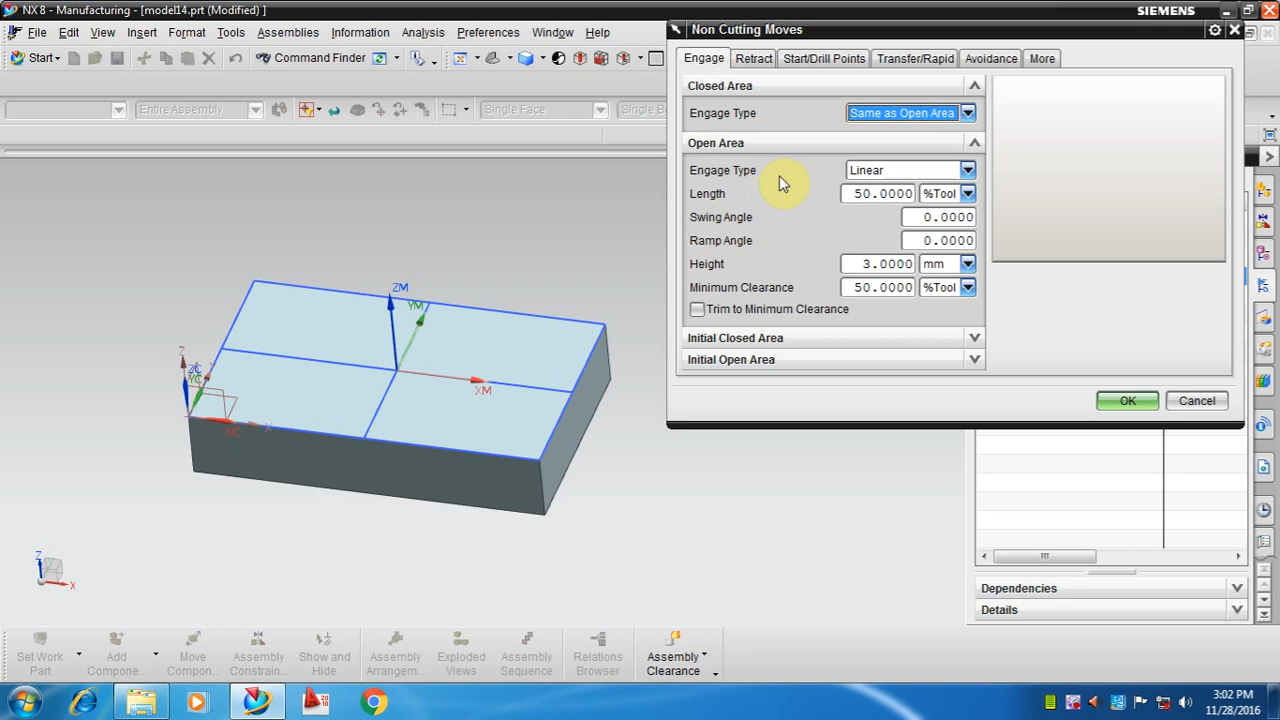 NX 8 - Manufacturing - [model14.prt (Modified) ]
SIEMENS
File Edit View Insert Format Tools Assemblies Information Analysis Preferences Window Help
Start
Command Finder
Entire Assembly
Single Face
Non Cutting Moves
Engage Retract Start/Drill Points Transfer/Rapid Avoidance More
Closed Area
Engage Type Same as Open Area
Open Area
Engage Type Linear
Length 50.0000 %Tool
Swing Angle 0.0000
Ramp Angle 0.0000
Height 3.0000 mm
Minimum Clearance 50.0000 %Tool
Trim to Minimum Clearance
Initial Closed Area
Initial Open Area
OK Cancel
ZM
YM
XM
Z
ZC
YC
XC
X
Z
X
Dependencies
Details
Set Work Part
Add Compone...
Move Compon...
Assembly Constrain...
Show and Hide
Assembly Arrangem...
Exploded Views
Assembly Sequence
Relations Browser
Assembly Clearance
3:02 PM
11/28/2016